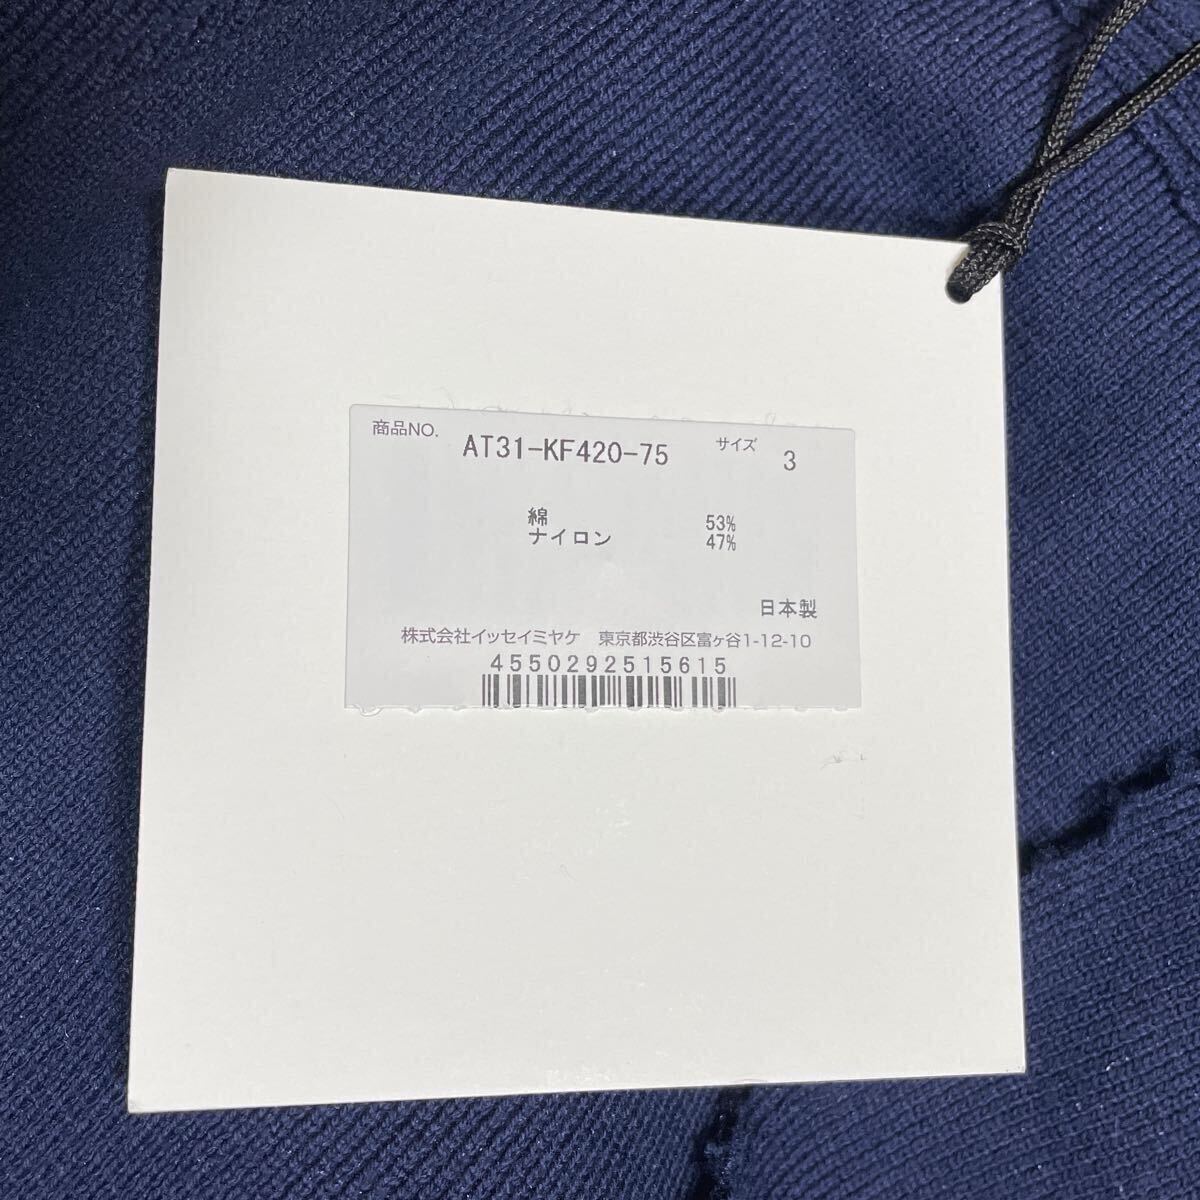 商品NO. AT31-KF420-75 サイズ 3
綿 53%
ナイロン 47%
日本製
株式会社イッセイミヤケ 東京都渋谷区富ヶ谷1-12-10
4550292515615